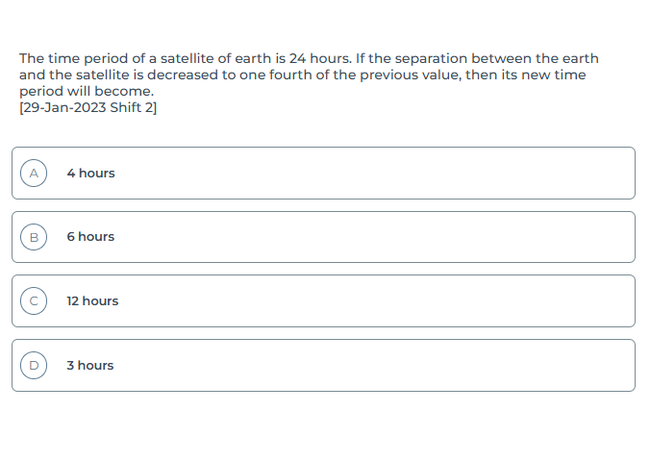 The time period of a satellite of earth is 24 hours. If the separation between the earth
and the satellite is decreased to one fourth of the previous value, then its new time
period will become.
[29-Jan-2023 Shift 2]
A 4 hours
B 6 hours
C 12 hours
D 3 hours